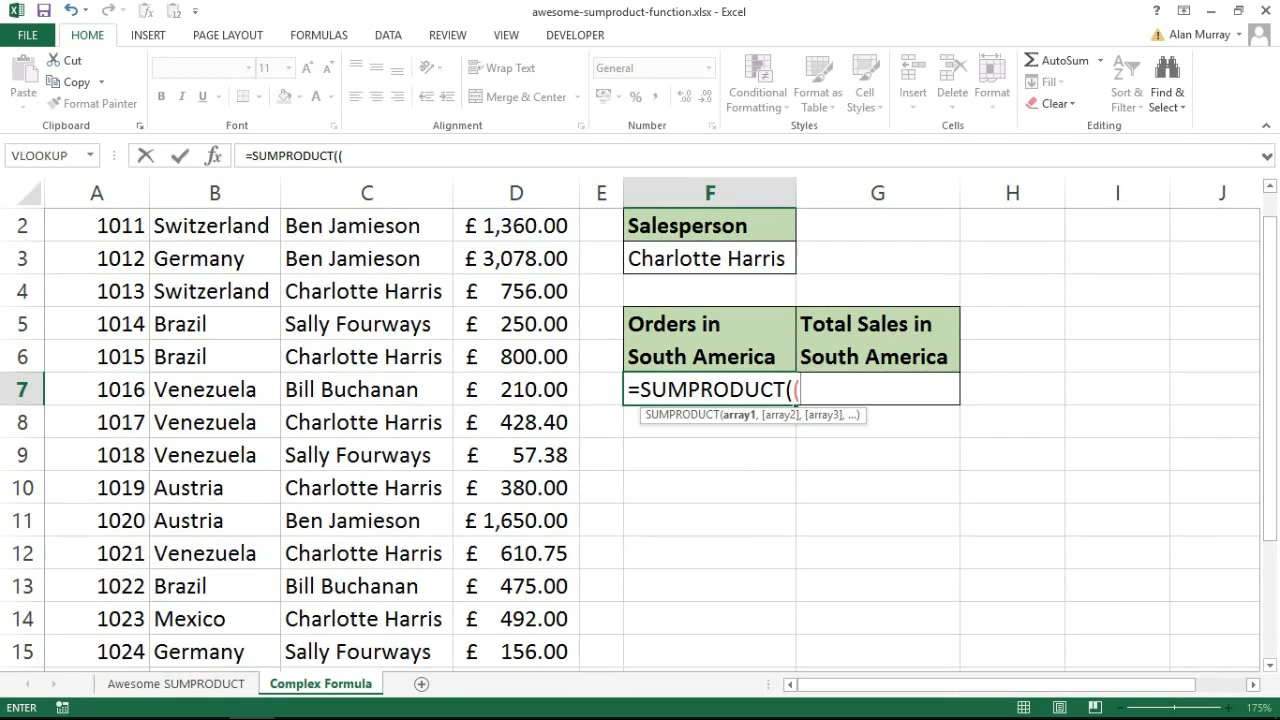 awesome-sumproduct-function.xlsx - Excel
?
FILE HOME INSERT PAGE LAYOUT FORMULAS DATA REVIEW VIEW DEVELOPER Alan Murray
Paste Cut Copy Format Painter Clipboard
11 A A B I U A Font
Wrap Text Merge & Center Alignment
General % , Number
Conditional Formatting Format as Table Cell Styles Styles
Insert Delete Format Cells
AutoSum Fill Clear Sort & Filter Find & Select Editing
VLOOKUP fx =SUMPRODUCT((
A B C D E F G H I J
2 1011 Switzerland Ben Jamieson £ 1,360.00 Salesperson
3 1012 Germany Ben Jamieson £ 3,078.00 Charlotte Harris
4 1013 Switzerland Charlotte Harris £ 756.00
5 1014 Brazil Sally Fourways £ 250.00 Orders in Total Sales in
6 1015 Brazil Charlotte Harris £ 800.00 South America South America
7 1016 Venezuela Bill Buchanan £ 210.00 =SUMPRODUCT((
8 1017 Venezuela Charlotte Harris £ 428.40 SUMPRODUCT(array1, [array2], [array3], ...)
9 1018 Venezuela Sally Fourways £ 57.38
10 1019 Austria Charlotte Harris £ 380.00
11 1020 Austria Ben Jamieson £ 1,650.00
12 1021 Venezuela Charlotte Harris £ 610.75
13 1022 Brazil Bill Buchanan £ 475.00
14 1023 Mexico Charlotte Harris £ 492.00
15 1024 Germany Sally Fourways £ 156.00
Awesome SUMPRODUCT Complex Formula
ENTER 175%